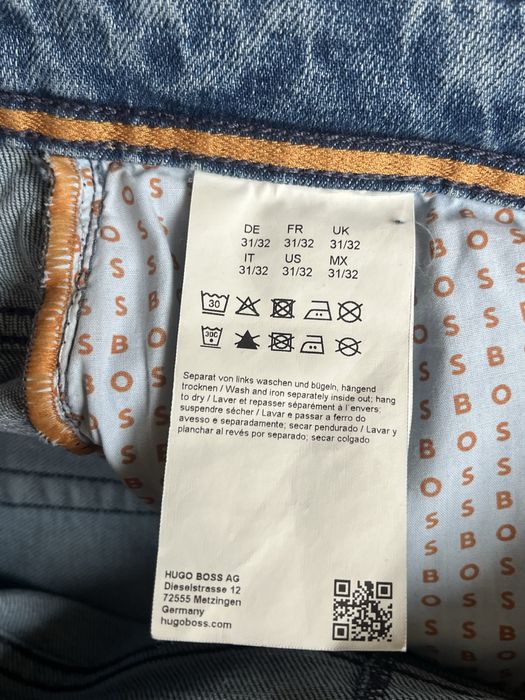 DE FR UK
31/32 31/32 31/32
IT US MX
31/32 31/32 31/32
30
30C
Separat von links waschen und bügeln, hängend
trocknen / Wash and iron separately inside out; hang
to dry / Laver et repasser séparément à l'envers;
suspendre sécher / Lavar e passar a ferro do
avesso e separadamente; secar pendurado / Lavar y
planchar al revés por separado; secar colgado
HUGO BOSS AG
Dieselstrasse 12
72555 Metzingen
Germany
hugoboss.com
BOSS